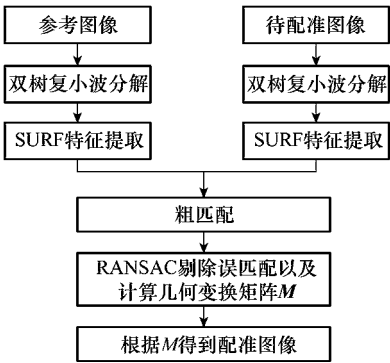 参考图像
待配准图像
双树复小波分解
双树复小波分解
SURF特征提取
SURF特征提取
粗匹配
RANSAC剔除误匹配以及
计算几何变换矩阵M
根据M得到配准图像